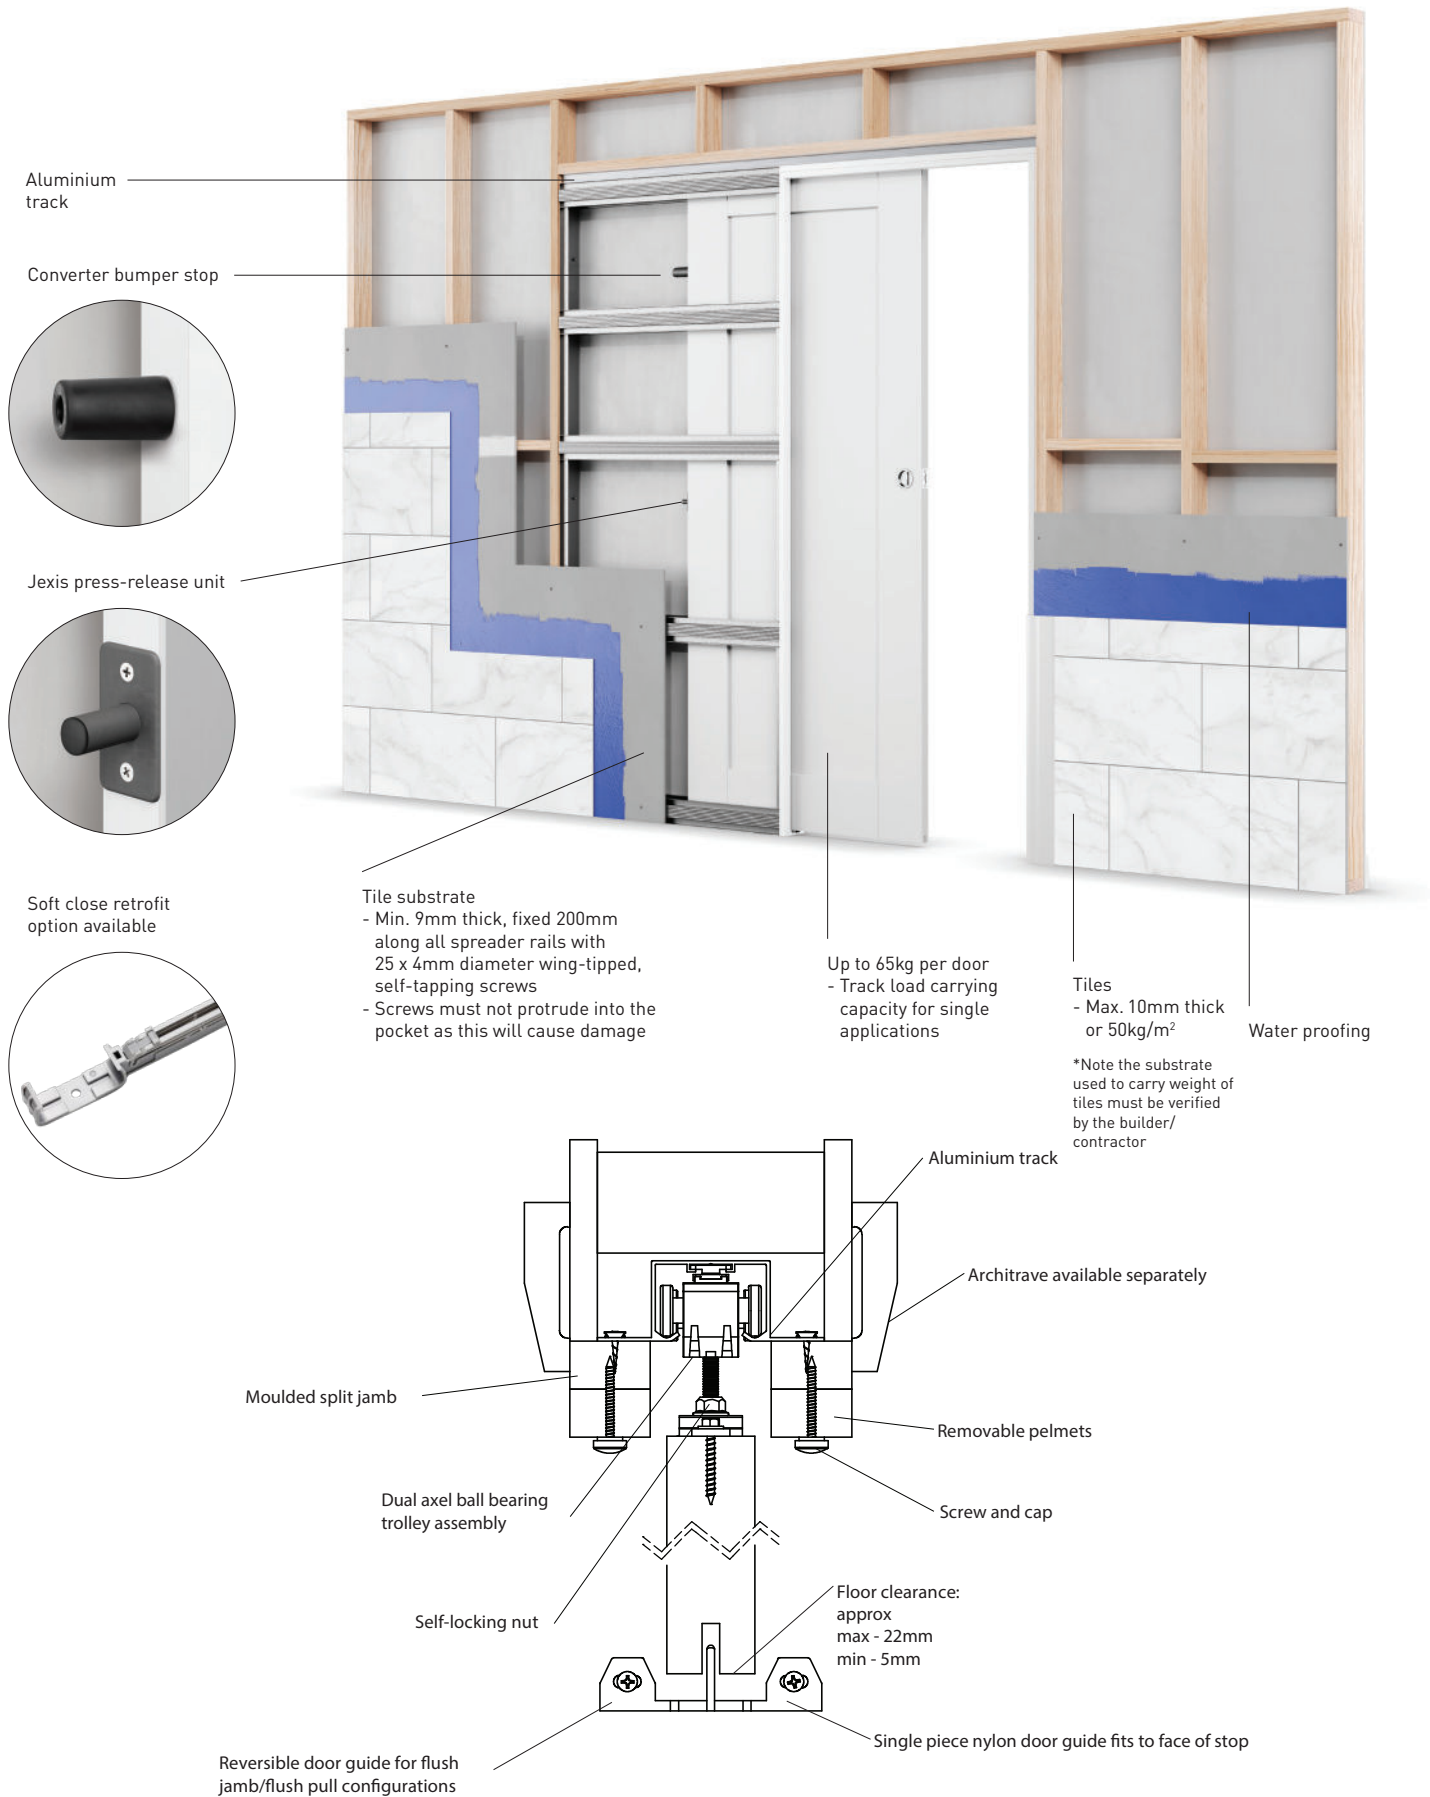 Aluminium
track
Converter bumper stop
Jexis press-release unit
Soft close retrofit
option available
Tile substrate
- Min. 9mm thick, fixed 200mm
along all spreader rails with
25 x 4mm diameter wing-tipped,
self-tapping screws
- Screws must not protrude into the
pocket as this will cause damage
Up to 65kg per door
- Track load carrying
capacity for single
applications
Tiles
- Max. 10mm thick
or 50kg/m²
*Note the substrate
used to carry weight of
tiles must be verified
by the builder/
contractor
Water proofing
Aluminium track
Architrave available separately
Moulded split jamb
Removable pelmets
Dual axel ball bearing
trolley assembly
Screw and cap
Self-locking nut
Floor clearance:
approx
max - 22mm
min - 5mm
Single piece nylon door guide fits to face of stop
Reversible door guide for flush
jamb/flush pull configurations